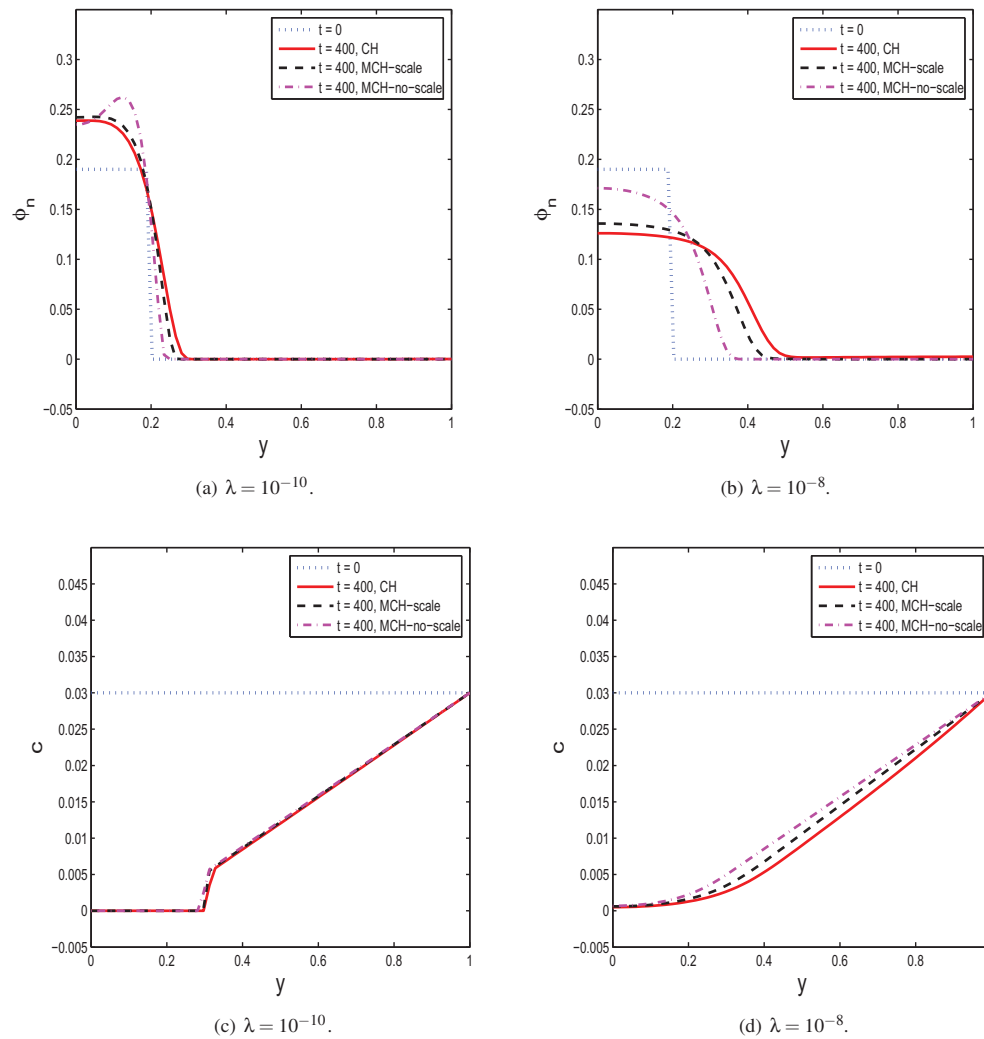 0.3
0.25
0.2
0.15
0.1
0.05
0
−0.05
ϕn
0
0.2
0.4
0.6
0.8
1
y
t = 0
t = 400, CH
t = 400, MCH−scale
t = 400, MCH−no−scale
(a) λ = 10⁻¹⁰.
0.3
0.25
0.2
0.15
0.1
0.05
0
−0.05
ϕn
0
0.2
0.4
0.6
0.8
1
y
t = 0
t = 400, CH
t = 400, MCH−scale
t = 400, MCH−no−scale
(b) λ = 10⁻⁸.
0.045
0.04
0.035
0.03
0.025
0.02
0.015
0.01
0.005
0
−0.005
c
0
0.2
0.4
0.6
0.8
1
y
t = 0
t = 400, CH
t = 400, MCH−scale
t = 400, MCH−no−scale
(c) λ = 10⁻¹⁰.
0.045
0.04
0.035
0.03
0.025
0.02
0.015
0.01
0.005
0
−0.005
c
0
0.2
0.4
0.6
0.8
y
t = 0
t = 400, CH
t = 400, MCH−scale
t = 400, MCH−no−scale
(d) λ = 10⁻⁸.